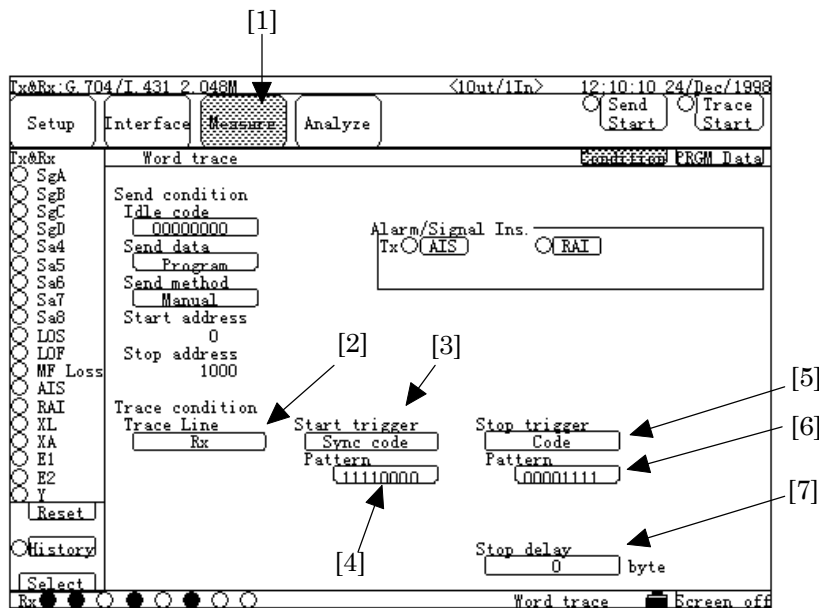 [1]
Tx&Rx:G.704/I.431 2.048M <1Out/1In> 12:10:10 24/Dec/1998
Setup Interface Measure Analyze Send Start Trace Start
Tx&Rx Word trace Condition PRGM Data
SgA
SgB
SgC
SgD
Sa4
Sa5
Sa6
Sa7
Sa8
LOS
LOF
MF Loss
AIS
RAI
XL
XA
E1
E2
Y
Reset
History
Select
Send condition
Idle code
00000000
Send data
Program
Send method
Manual
Start address
0
Stop address
1000
Alarm/Signal Ins.
Tx AIS RAI
[2]
[3]
[5]
[6]
Trace condition
Trace Line
Rx
Start trigger
Sync code
Pattern
11110000
Stop trigger
Code
Pattern
00001111
[4]
[7]
Stop delay
0 byte
Rx Word trace Screen off